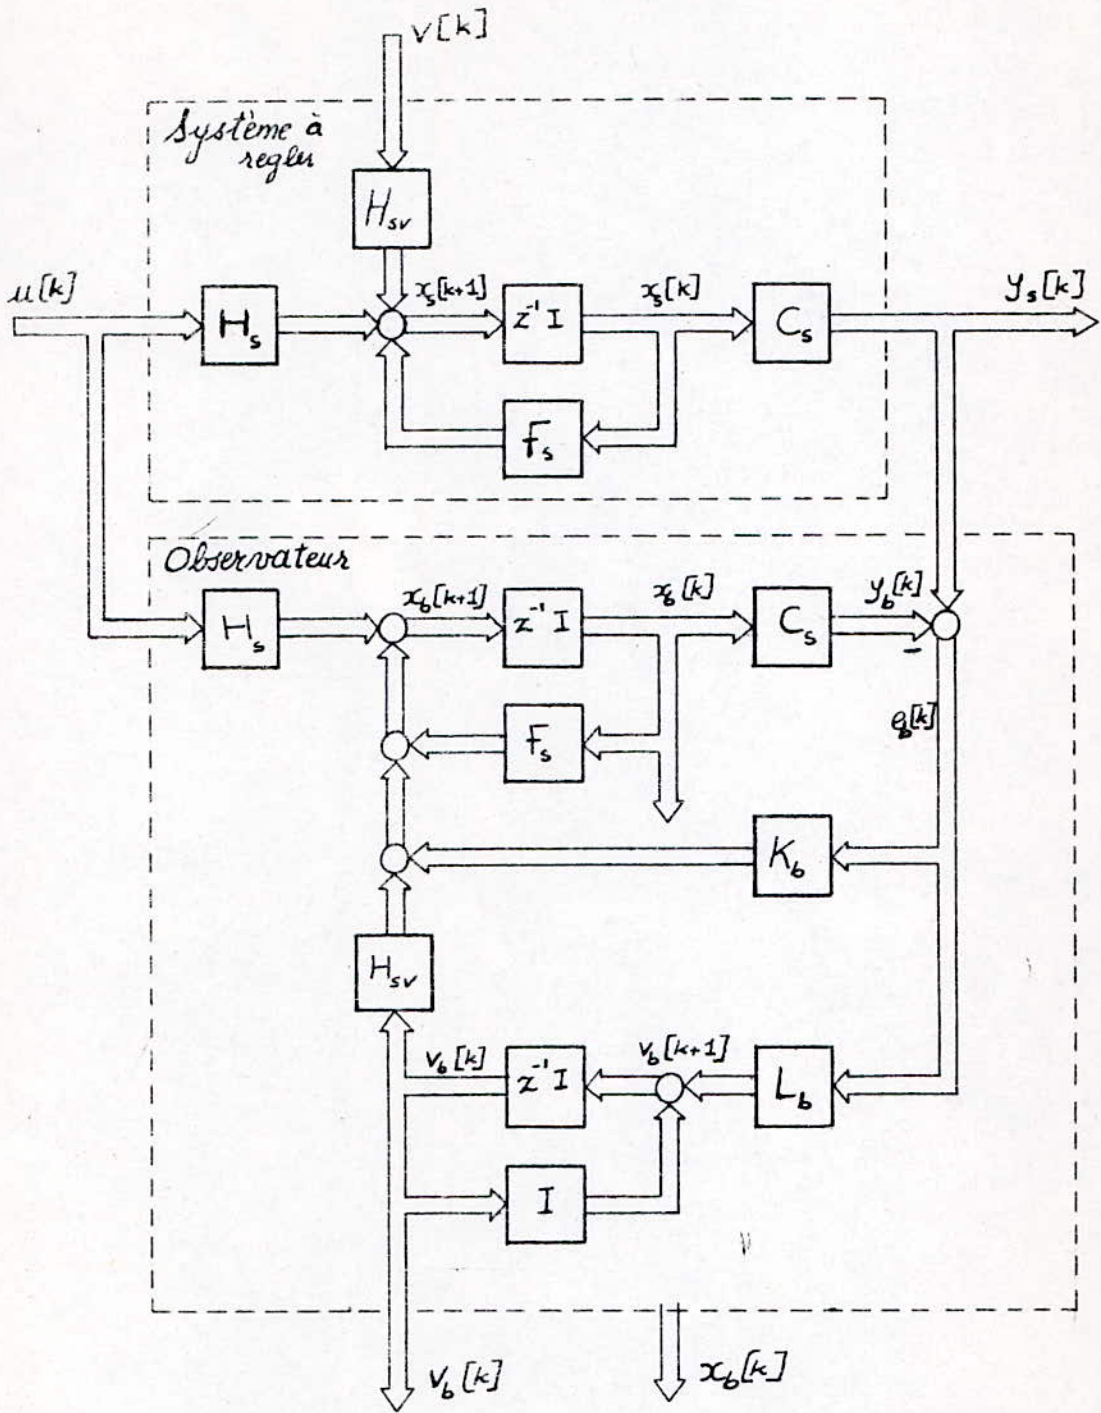 v[k]
Système à
regler
H_sv
u[k]
x_s[k+1]
x_s[k]
y_s[k]
H_s
z⁻¹ I
C_s
F_s
Observateur
x_b[k+1]
x_b[k]
y_b[k]
H_s
z⁻¹ I
C_s
-
e_b[k]
F_s
K_b
H_sv
v_b[k]
v_b[k+1]
z⁻¹ I
L_b
I
v_b[k]
x_b[k]